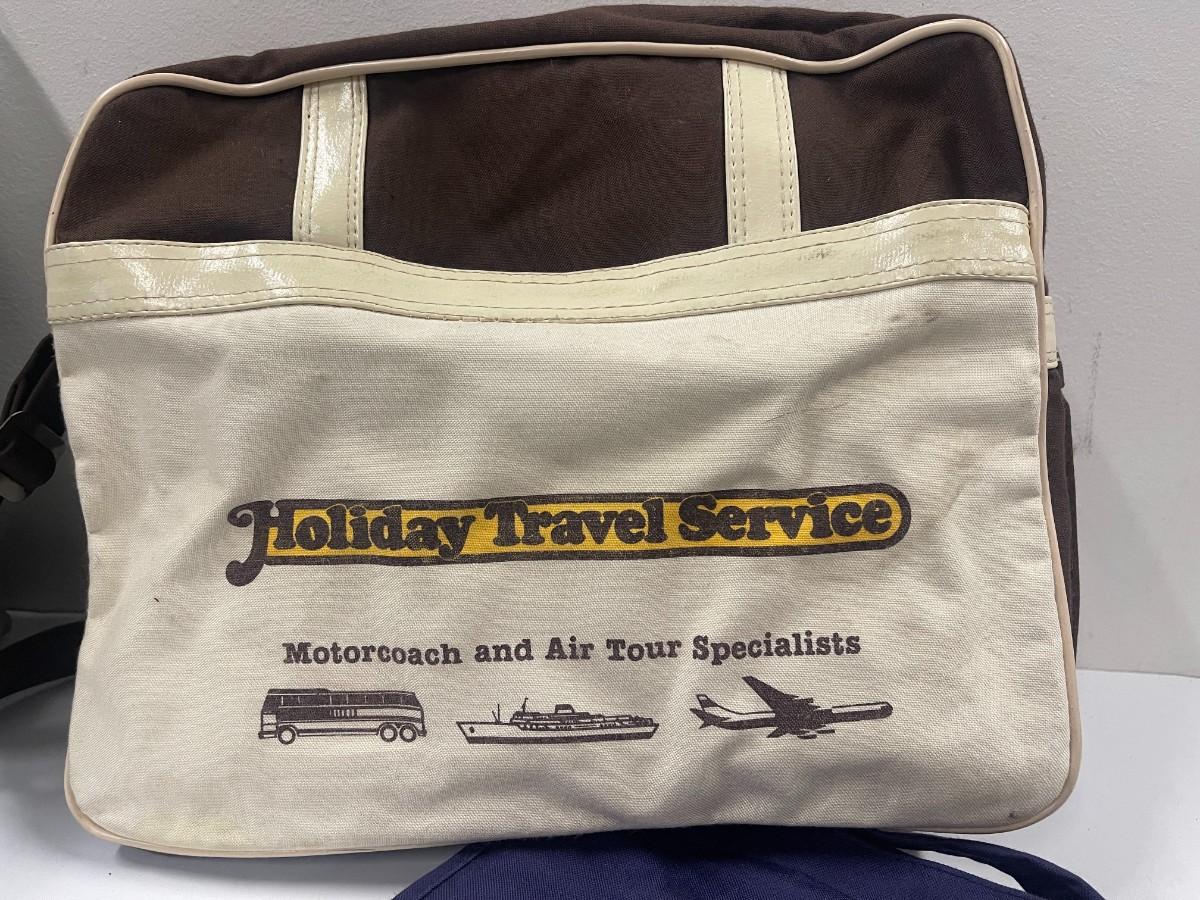 Holiday Travel Service
Motorcoach and Air Tour Specialists